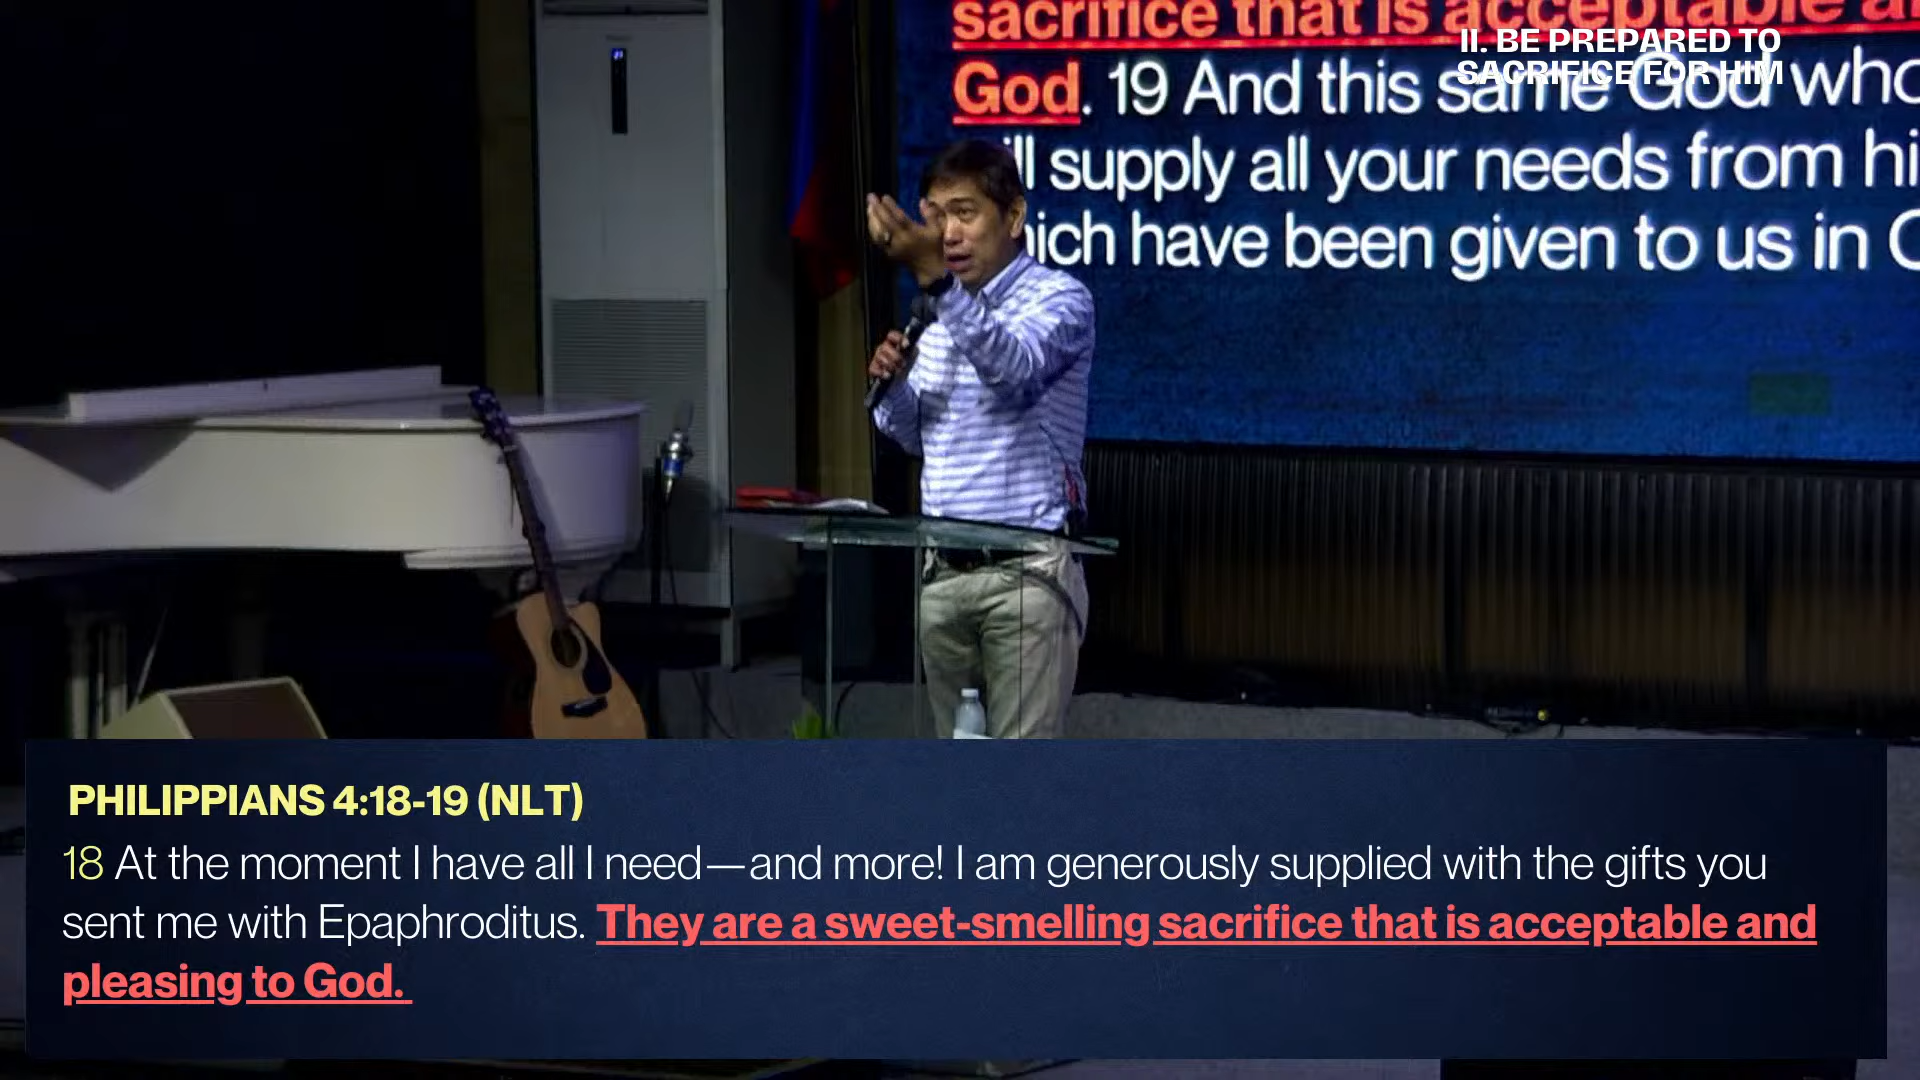 sacrifice that is acceptable
II. BE PREPARED TO
SACRIFICE FOR HIM
God. 19 And this same God who
supply all your needs from
have been given to us in
PHILIPPIANS 4:18-19 (NLT)
18 At the moment I have all I need—and more! I am generously supplied with the gifts you
sent me with Epaphroditus. They are a sweet-smelling sacrifice that is acceptable and
pleasing to God.